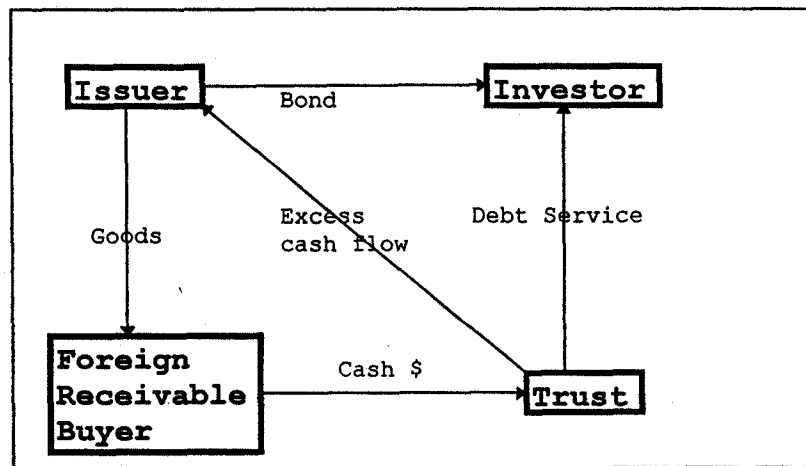 Issuer
Investor
Bond
Goods
Excess
cash flow
Debt Service
Foreign
Receivable
Buyer
Cash $
Trust